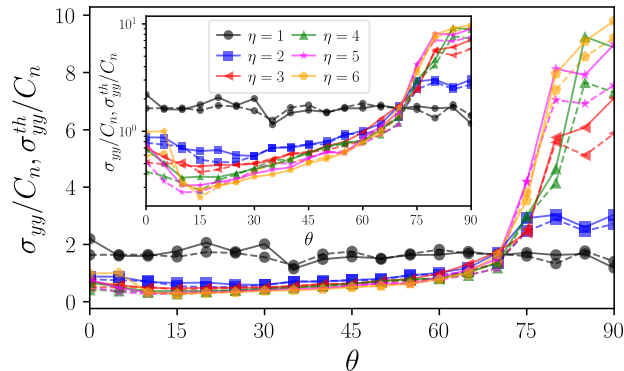 σ_yy/C_n, σ^th_yy/C_n
10
8
6
4
2
0
0 15 30 45 60 75 90
θ
σ_yy/C_n, σ^th_yy/C_n
10^1
10^0
0 15 30 45 60 75 90
θ
η = 1 η = 4
η = 2 η = 5
η = 3 η = 6